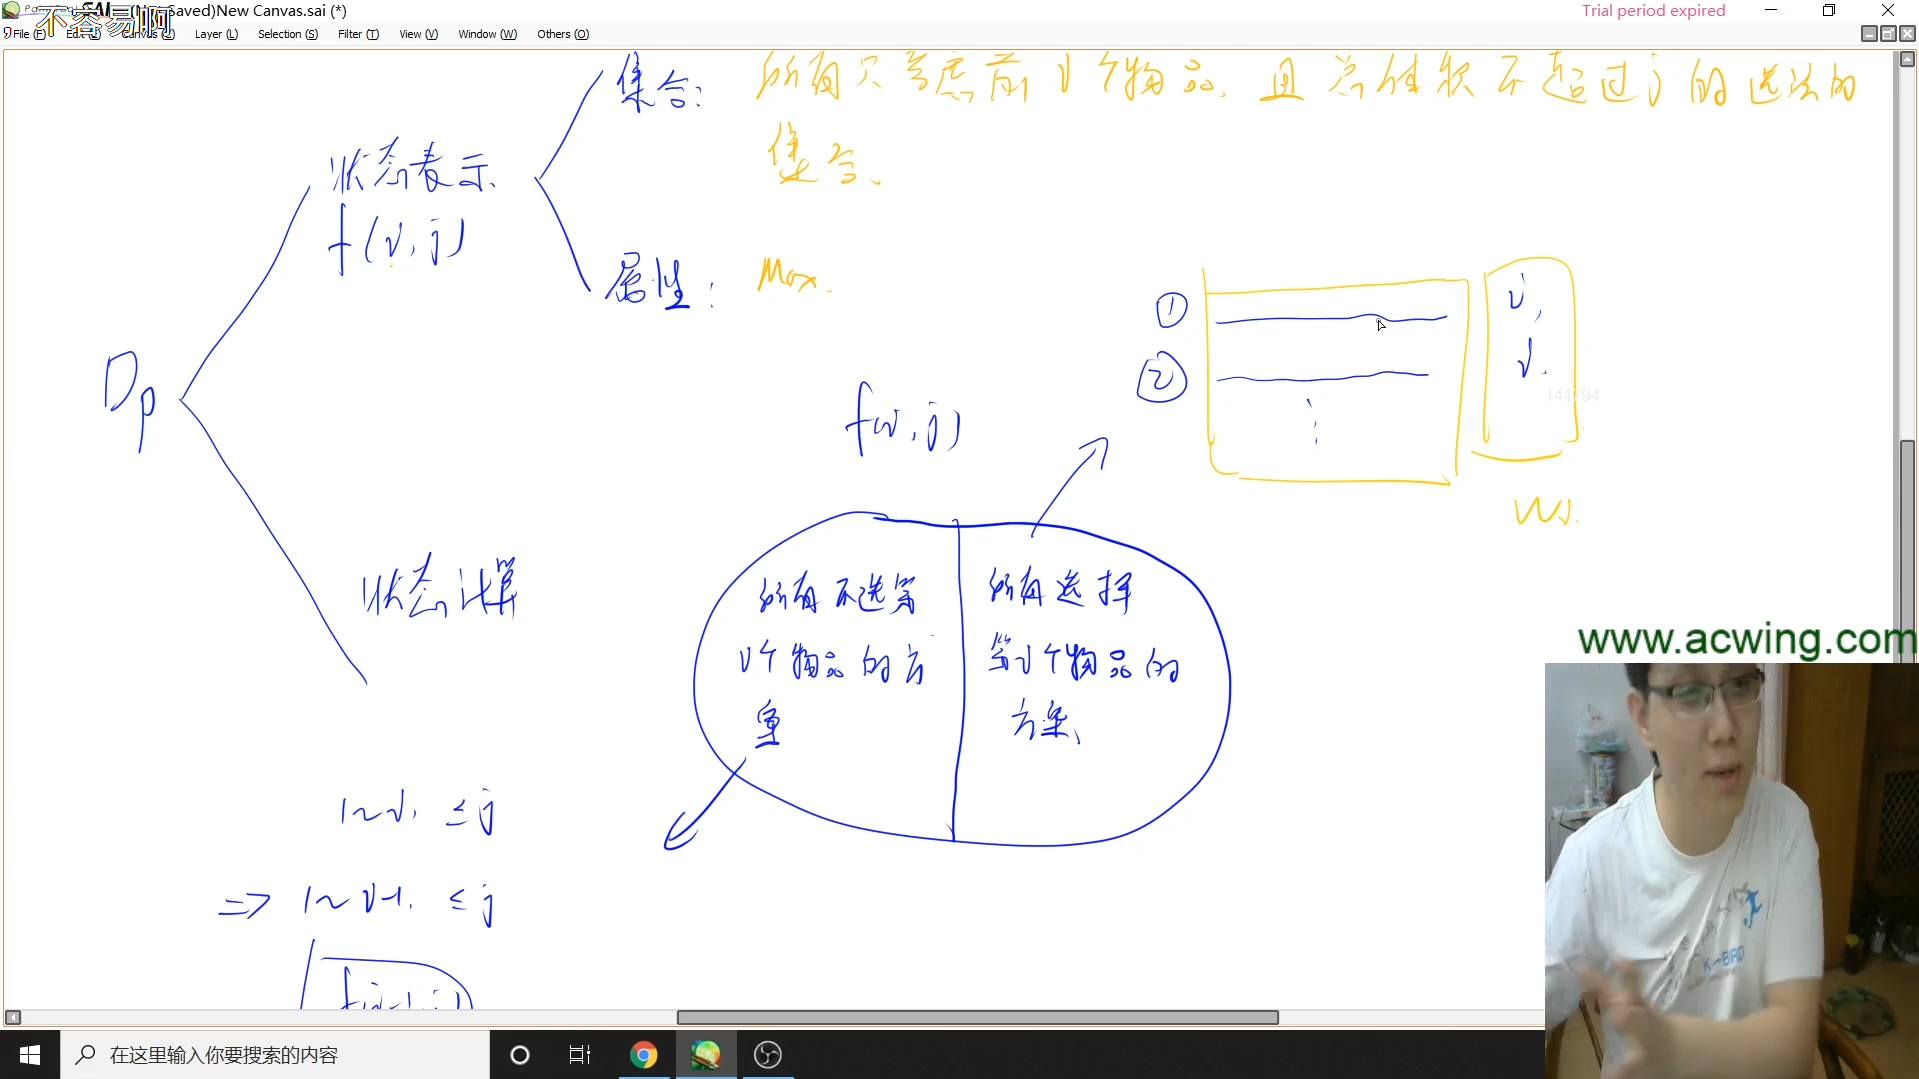 不容易啊
(Not Saved)New Canvas.sai (*)
Trial period expired
File (F) Edit (E) Canvas (C) Layer (L) Selection (S) Filter (T) View (V) Window (W) Others (O)
集合: 所有只考虑前i个物品,且总体积不超过j的选法的
集合、
状态表示
f(i,j)
属性: Max.
① i,
② i.
141794
Dp
f(i,j)
Wi.
状态计算
所有不选第
i个物品的方
案
所有选择
第i个物品的
方案、
www.acwing.com
1~i, ≤j
=> 1~i-1, ≤j
f(i-1,j)
K-BIRD
在这里输入你要搜索的内容